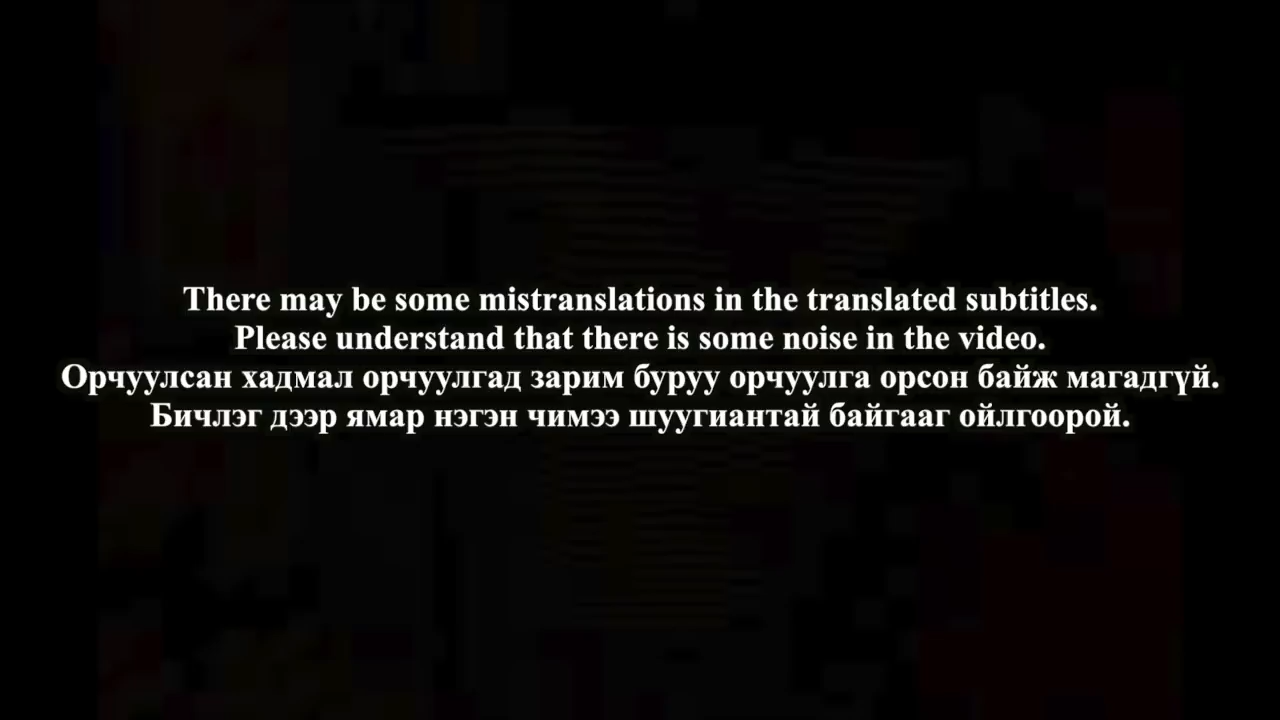 There may be some mistranslations in the translated subtitles.
Please understand that there is some noise in the video.
Орчуулсан хадмал орчуулгад зарим буруу орчуулга орсон байж магадгүй.
Бичлэг дээр ямар нэгэн чимээ шуугиантай байгааг ойлгоорой.